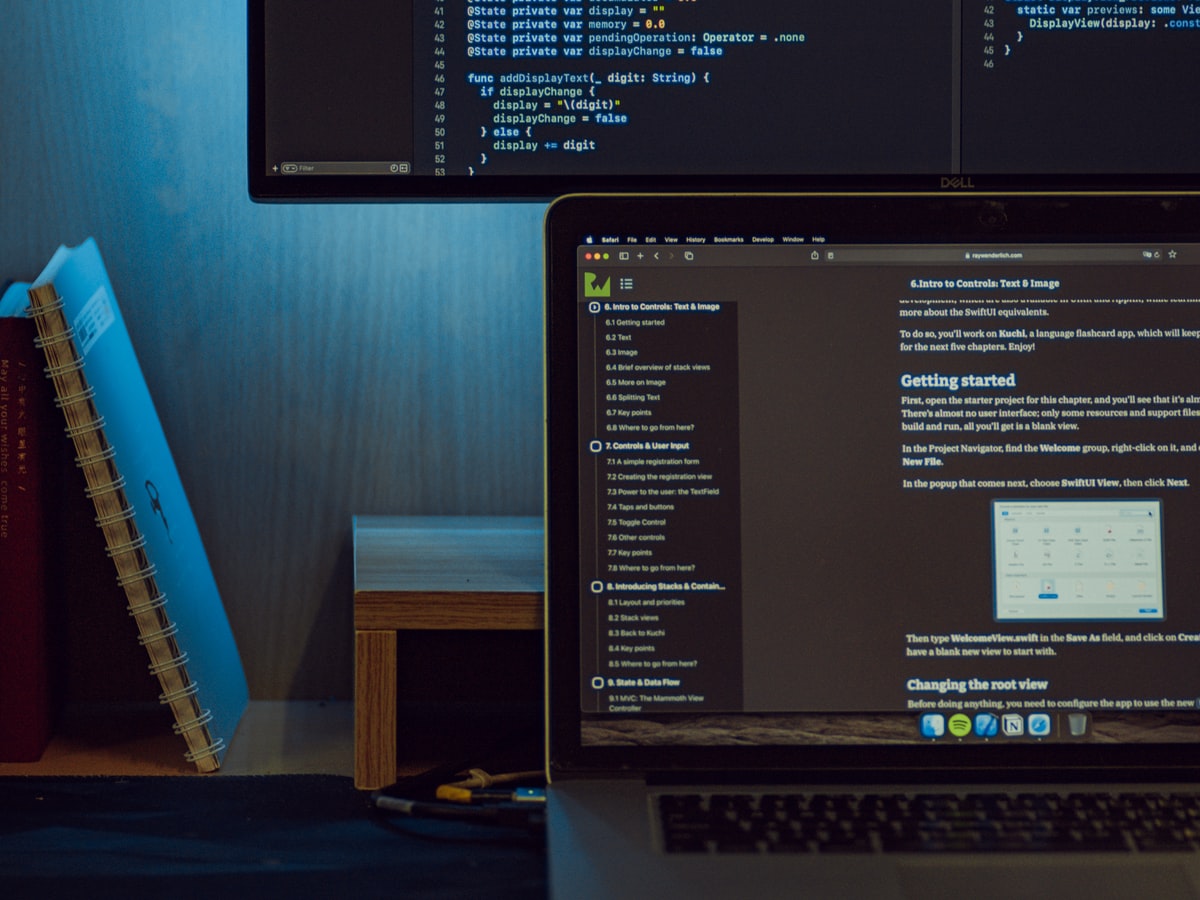 41 @State private var display = ""
42 @State private var memory = 0.0
43 @State private var pendingOperation: Operator = .none
44 @State private var displayChange = false
45
46 func addDisplayText(_ digit: String) {
47 if displayChange {
48 display = "\(digit)"
49 displayChange = false
50 } else {
51 display += digit
52 }
53 }
Filter
42 static var previews: some Vie
43 DisplayView(display: .const
44 }
45 }
46
DELL
Safari File Edit View History Bookmarks Develop Window Help
raywenderlich.com
6.Intro to Controls: Text & Image
6. Intro to Controls: Text & Image
6.1 Getting started
6.2 Text
6.3 Image
6.4 Brief overview of stack views
6.5 More on Image
6.6 Splitting Text
6.7 Key points
6.8 Where to go from here?
7. Controls & User Input
7.1 A simple registration form
7.2 Creating the registration view
7.3 Power to the user: the TextField
7.4 Taps and buttons
7.5 Toggle Control
7.6 Other controls
7.7 Key points
7.8 Where to go from here?
8. Introducing Stacks & Contain...
8.1 Layout and priorities
8.2 Stack views
8.3 Back to Kuchi
8.4 Key points
8.5 Where to go from here?
9. State & Data Flow
9.1 MVC: The Mammoth View
Controller
more about the SwiftUI equivalents.
To do so, you'll work on Kuchi, a language flashcard app, which will keep
for the next five chapters. Enjoy!
Getting started
First, open the starter project for this chapter, and you'll see that it's alm
There's almost no user interface; only some resources and support files
build and run, all you'll get is a blank view.
In the Project Navigator, find the Welcome group, right-click on it, and
New File.
In the popup that comes next, choose SwiftUI View, then click Next.
Then type WelcomeView.swift in the Save As field, and click on Crea
have a blank new view to start with.
Changing the root view
Before doing anything, you need to configure the app to use the new
May all your wishes come true